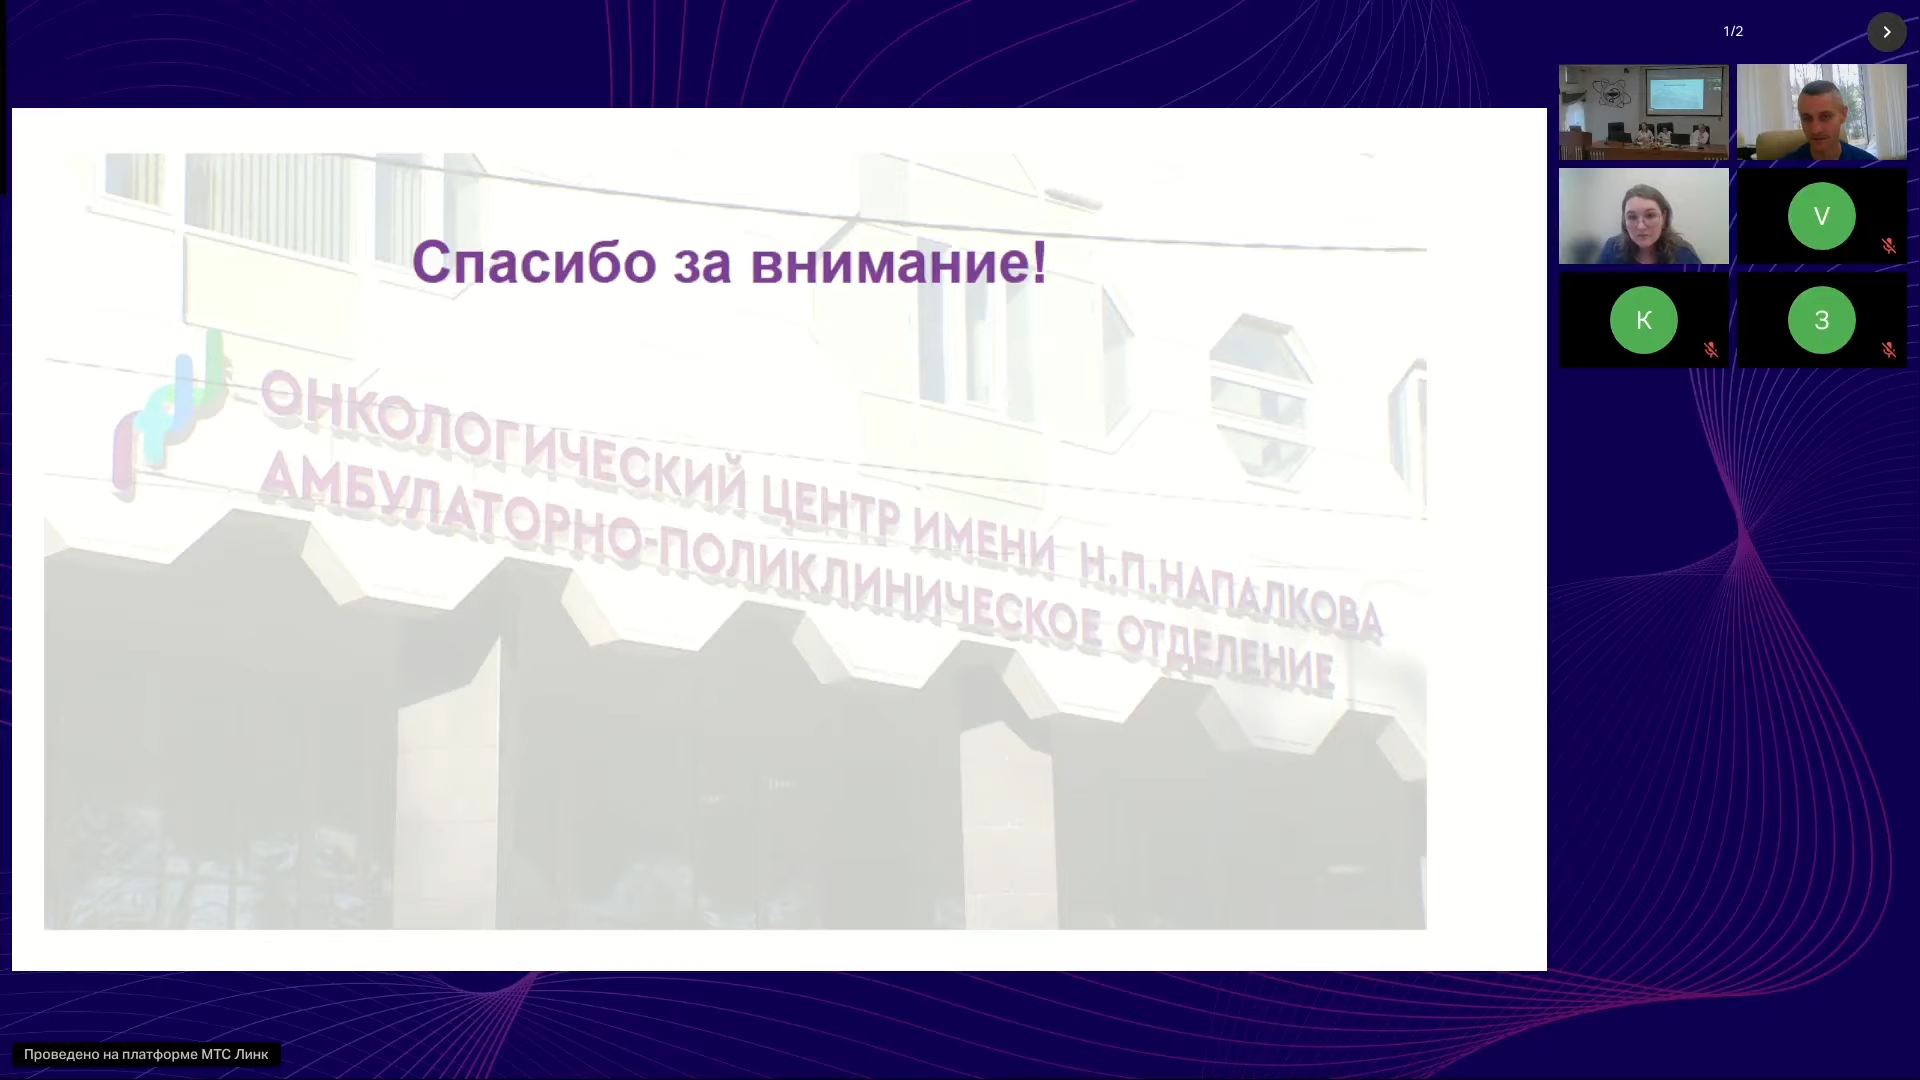 1/2
Спасибо за внимание!
ОНКОЛОГИЧЕСКИЙ ЦЕНТР ИМЕНИ Н.П.НАПАЛКОВА
АМБУЛАТОРНО-ПОЛИКЛИНИЧЕСКОЕ ОТДЕЛЕНИЕ
V
К
З
Проведено на платформе МТС Линк